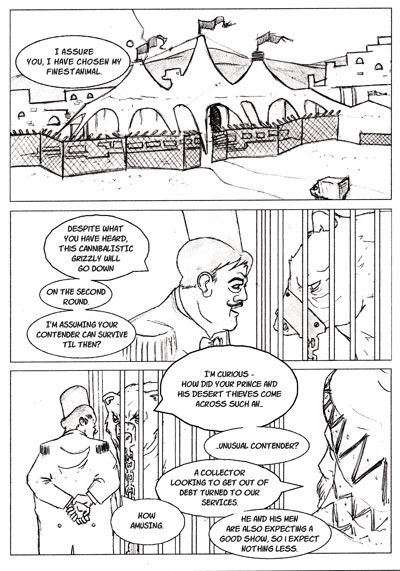 I ASSURE
YOU, I HAVE CHOSEN MY
FINESTANIMAL.
DESPITE WHAT
YOU HAVE HEARD,
THIS CANNIBALISTIC
GRIZZLY WILL
GO DOWN
ON THE SECOND
ROUND.
I'M ASSUMING YOUR
CONTENDER CAN SURVIVE
TIL THEN?
I'M CURIOUS -
HOW DID YOUR PRINCE AND
HIS DESERT THIEVES COME
ACROSS SUCH AN..
..UNUSUAL CONTENDER?
A COLLECTOR
LOOKING TO GET OUT OF
DEBT TURNED TO OUR
SERVICES.
HOW
AMUSING.
HE AND HIS MEN
ARE ALSO EXPECTING A
GOOD SHOW, SO I EXPECT
NOTHING LESS.